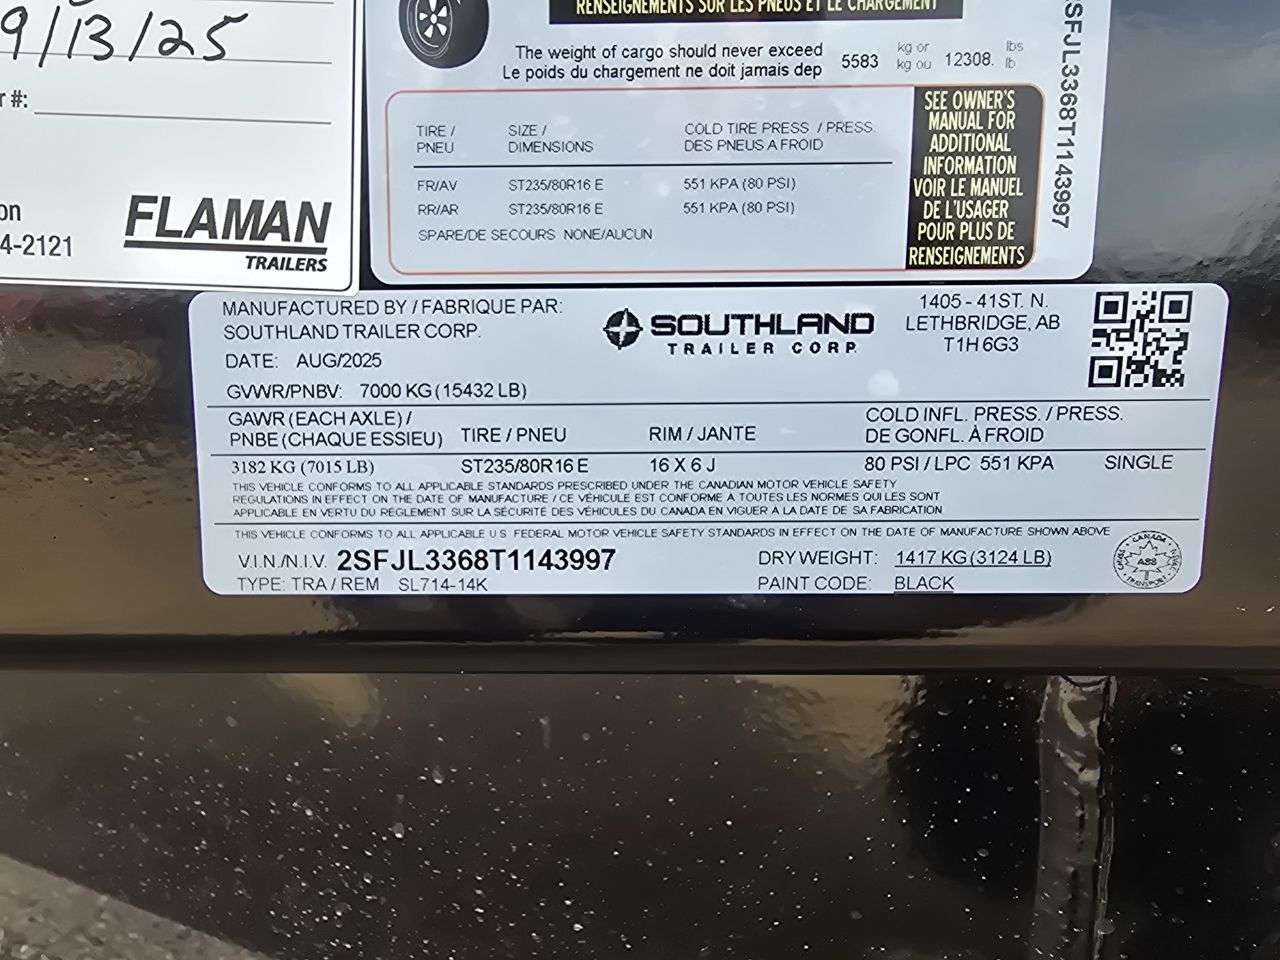 9/13/25
r #:
on
4-2121
FLAMAN
TRAILERS
RENSEIGNEMENTS SUR LES PNEUS ET LE CHARGEMENT
The weight of cargo should never exceed
Le poids du chargement ne doit jamais dep
5583 kg or 12308. lbs
kg ou lb
TIRE / SIZE / COLD TIRE PRESS. / PRESS.
PNEU DIMENSIONS DES PNEUS A FROID
FR/AV ST235/80R16 E 551 KPA (80 PSI)
RR/AR ST235/80R16 E 551 KPA (80 PSI)
SPARE/DE SECOURS NONE/AUCUN
SEE OWNER'S
MANUAL FOR
ADDITIONAL
INFORMATION
VOIR LE MANUEL
DE L'USAGER
POUR PLUS DE
RENSEIGNEMENTS
SFJL3368T1143997
MANUFACTURED BY / FABRIQUE PAR:
SOUTHLAND TRAILER CORP.
DATE: AUG/2025
GVWR/PNBV: 7000 KG (15432 LB)
SOUTHLAND
TRAILER CORP.
1405 - 41ST. N.
LETHBRIDGE, AB
T1H 6G3
GAWR (EACH AXLE) / COLD INFL. PRESS. / PRESS.
PNBE (CHAQUE ESSIEU) TIRE / PNEU RIM / JANTE DE GONFL. À FROID
3182 KG (7015 LB) ST235/80R16 E 16 X 6 J 80 PSI / LPC 551 KPA SINGLE
THIS VEHICLE CONFORMS TO ALL APPLICABLE STANDARDS PRESCRIBED UNDER THE CANADIAN MOTOR VEHICLE SAFETY
REGULATIONS IN EFFECT ON THE DATE OF MANUFACTURE / CE VÉHICULE EST CONFORME A TOUTES LES NORMES QUI LES SONT
APPLICABLE EN VERTU DU RÉGLEMENT SUR LA SÉCURITÉ DES VÉHICULES DU CANADA EN VIGUER A LA DATE DE SA FABRICATION
THIS VEHICLE CONFORMS TO ALL APPLICABLE U.S. FEDERAL MOTOR VEHICLE SAFETY STANDARDS IN EFFECT ON THE DATE OF MANUFACTURE SHOWN ABOVE
V.I.N./N.I.V. 2SFJL3368T1143997 DRY WEIGHT: 1417 KG (3124 LB)
TYPE: TRA / REM SL714-14K PAINT CODE: BLACK
CANADA
TRANSPORT